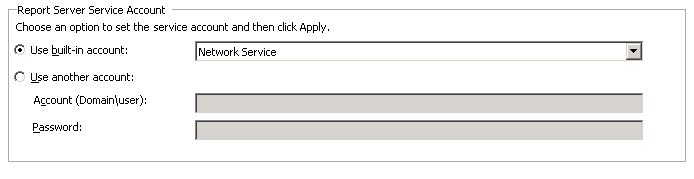 Report Server Service Account
Choose an option to set the service account and then click Apply.
Use built-in account:
Network Service
Use another account:
Account (Domain\user):
Password: